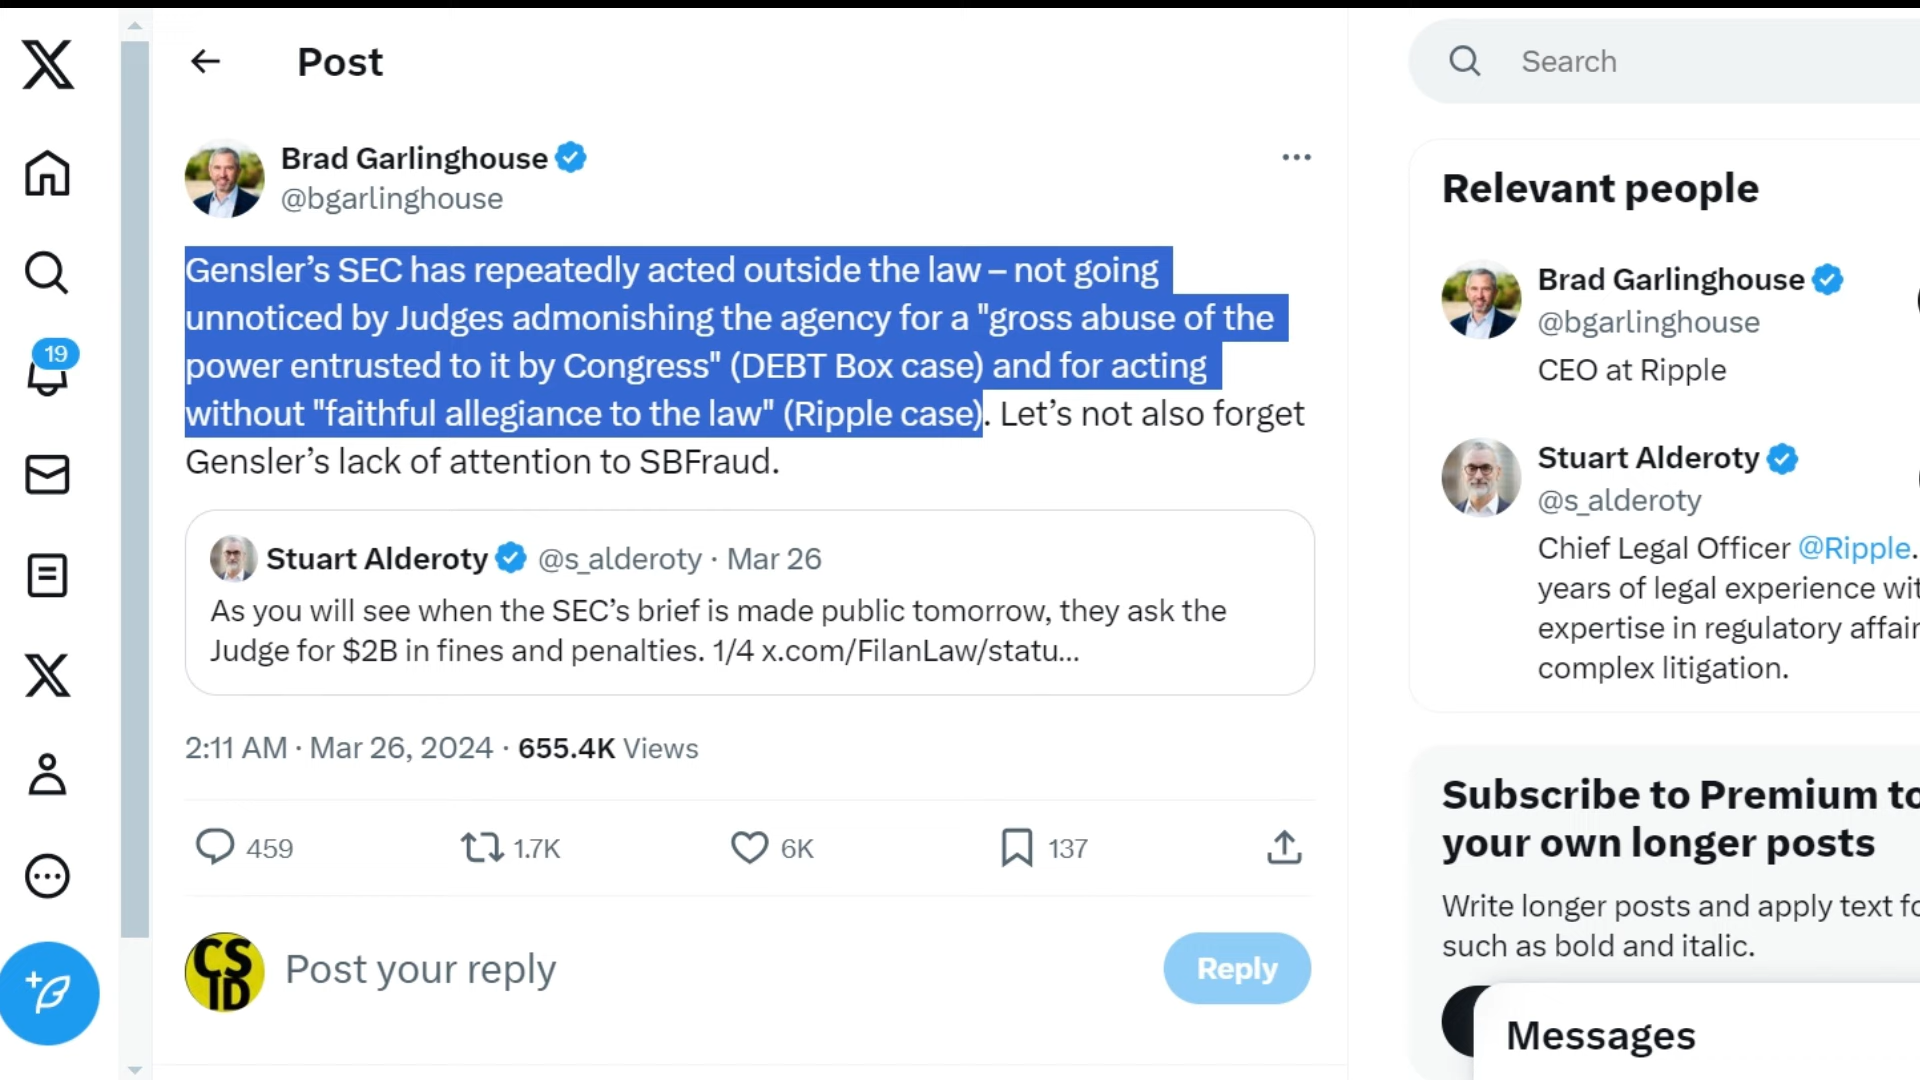 Post
Search
Brad Garlinghouse
@bgarlinghouse
Gensler’s SEC has repeatedly acted outside the law – not going
unnoticed by Judges admonishing the agency for a "gross abuse of the
power entrusted to it by Congress" (DEBT Box case) and for acting
without "faithful allegiance to the law" (Ripple case). Let’s not also forget
Gensler’s lack of attention to SBFraud.
Stuart Alderoty @s_alderoty · Mar 26
As you will see when the SEC’s brief is made public tomorrow, they ask the
Judge for $2B in fines and penalties. 1/4 x.com/FilanLaw/statu...
2:11 AM · Mar 26, 2024 · 655.4K Views
459 1.7K 6K 137
CS
ID
Post your reply
Reply
19
Relevant people
Brad Garlinghouse
@bgarlinghouse
CEO at Ripple
Stuart Alderoty
@s_alderoty
Chief Legal Officer @Ripple.
years of legal experience wit
expertise in regulatory affair
complex litigation.
Subscribe to Premium to
your own longer posts
Write longer posts and apply text fo
such as bold and italic.
Messages